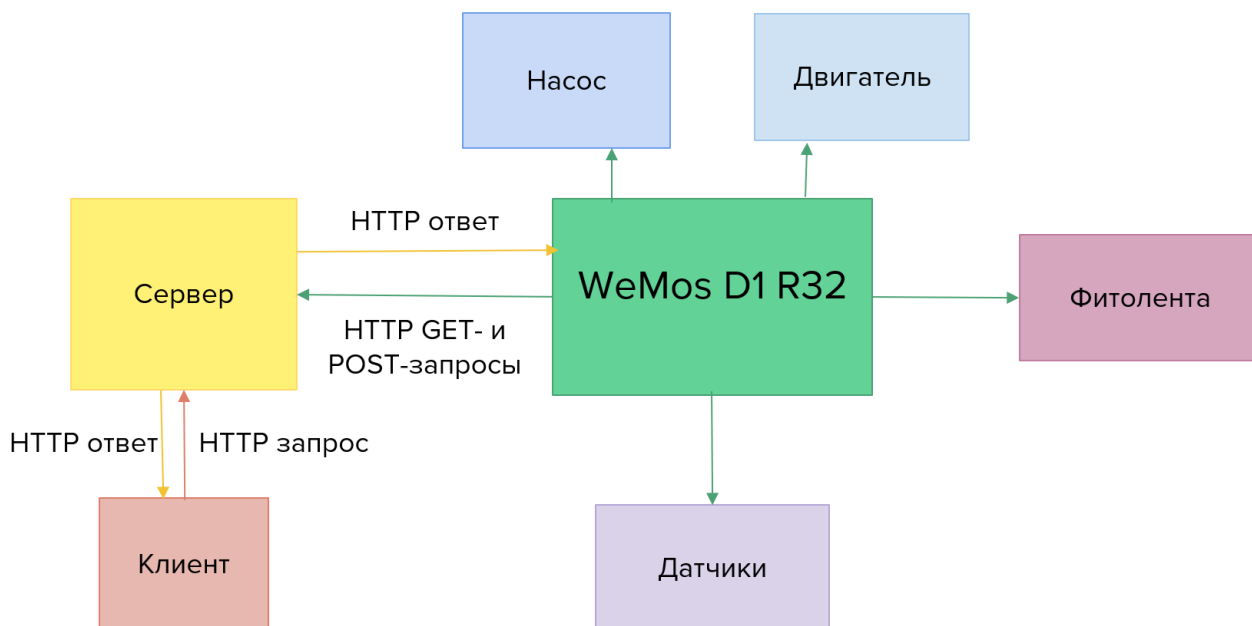 Насос
Двигатель
HTTP ответ
WeMos D1 R32
Сервер
Фитолента
HTTP GET- и
POST-запросы
HTTP ответ
HTTP запрос
Клиент
Датчики